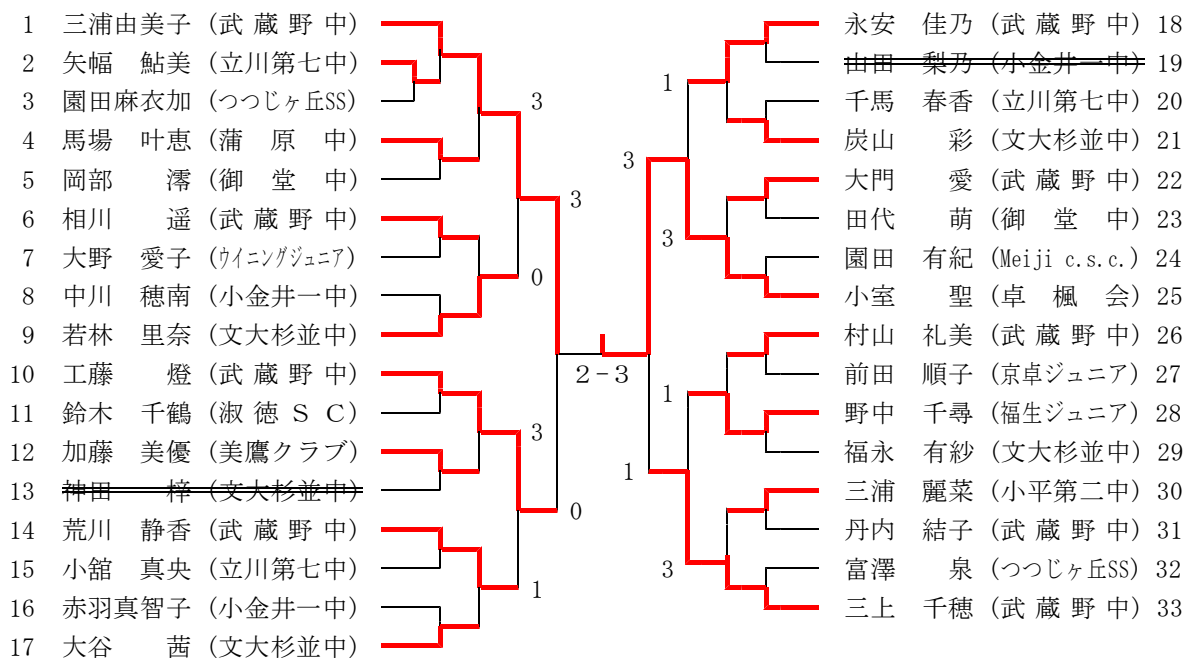 1 三浦由美子 (武 蔵 野 中)
2 矢幅　鮎美 (立川第七中)
3 園田麻衣加 (つつじヶ丘SS)
4 馬場　叶恵 (蒲　原　中)
5 岡部　　澪 (御　堂　中)
6 相川　　遥 (武 蔵 野 中)
7 大野　愛子 (ウイニングジュニア)
8 中川　穂南 (小金井一中)
9 若林　里奈 (文大杉並中)
10 工藤　　燈 (武 蔵 野 中)
11 鈴木　千鶴 (淑 徳 Ｓ Ｃ)
12 加藤　美優 (美鷹クラブ)
13 神田　　梓 (文大杉並中)
14 荒川　静香 (武 蔵 野 中)
15 小舘　真央 (立川第七中)
16 赤羽真智子 (小金井一中)
17 大谷　　茜 (文大杉並中)
3
3
0
3
0
1
2-3
1
3
3
1
1
3
永安　佳乃 (武 蔵 野 中) 18
山田　梨乃 (小金井一中) 19
千馬　春香 (立川第七中) 20
炭山　　彩 (文大杉並中) 21
大門　　愛 (武 蔵 野 中) 22
田代　　萌 (御　堂　中) 23
園田　有紀 (Meiji c.s.c.) 24
小室　　聖 (卓　楓　会) 25
村山　礼美 (武 蔵 野 中) 26
前田　順子 (京卓ジュニア) 27
野中　千尋 (福生ジュニア) 28
福永　有紗 (文大杉並中) 29
三浦　麗菜 (小平第二中) 30
丹内　結子 (武 蔵 野 中) 31
富澤　　泉 (つつじヶ丘SS) 32
三上　千穂 (武 蔵 野 中) 33